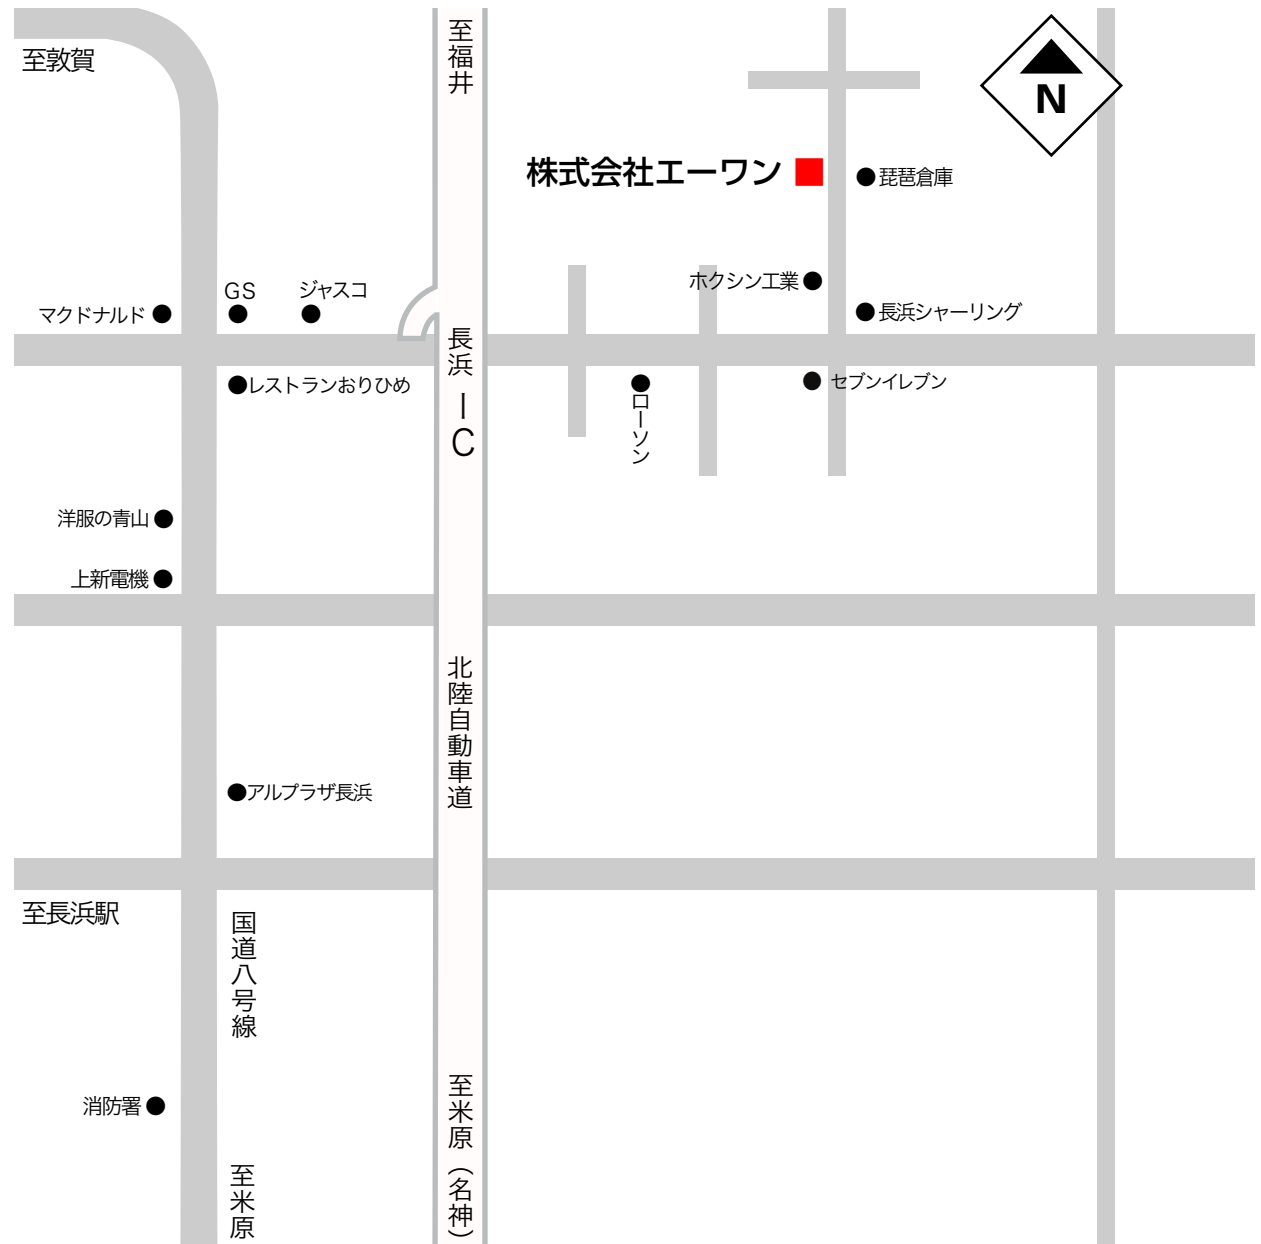 至敦賀
至福井
N
株式会社エーワン
琵琶倉庫
ホクシン工業
長浜シャーリング
GS
ジャスコ
マクドナルド
レストランおりひめ
長浜IC
ローソン
セブンイレブン
洋服の青山
上新電機
北陸自動車道
アルプラザ長浜
至長浜駅
国道八号線
消防署
至米原
至米原(名神)